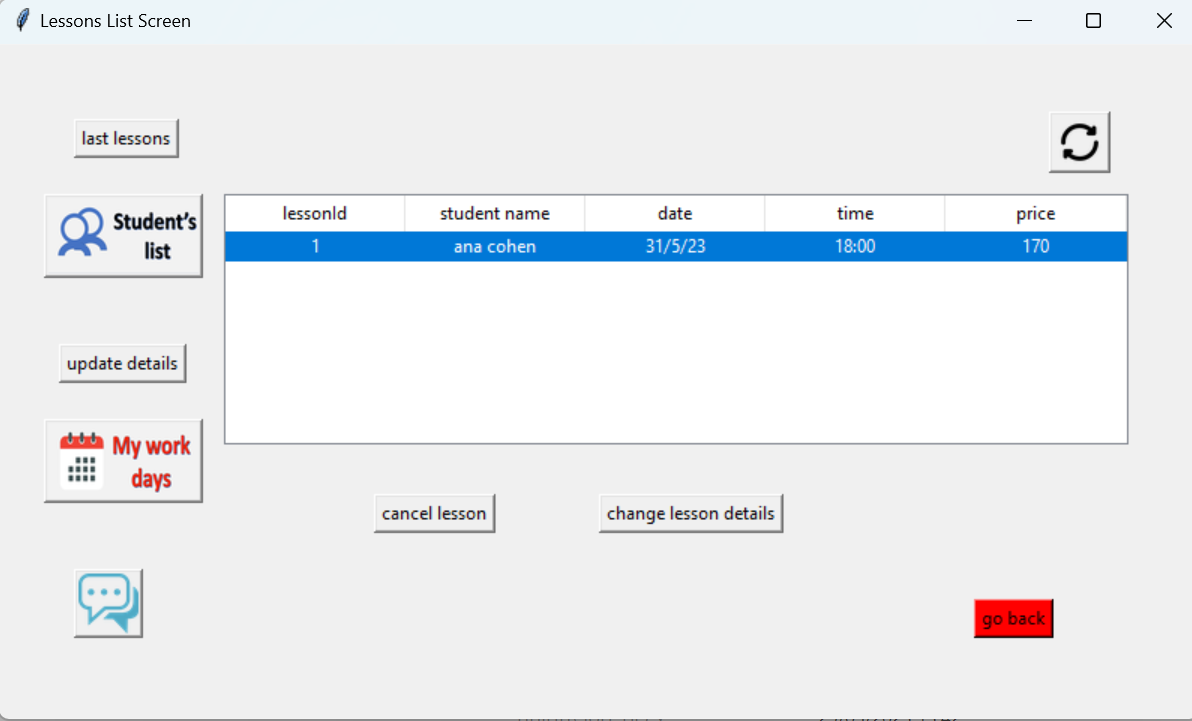 Lessons List Screen
last lessons
Student's
list
lessonId student name date time price
1 ana cohen 31/5/23 18:00 170
update details
My work
days
cancel lesson change lesson details
go back